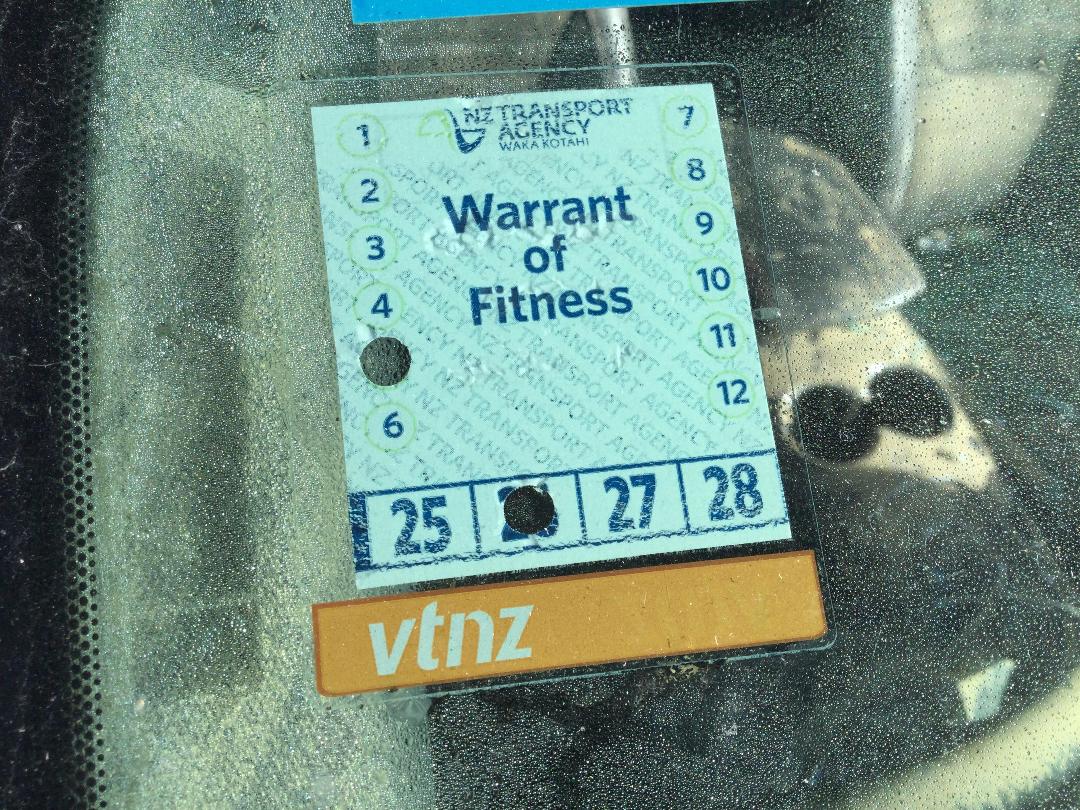 NZ TRANSPORT
AGENCY
WAKA KOTAHI
Warrant
of
Fitness
1
2
3
4
6
7
8
9
10
11
12
25 27 28
vtnz